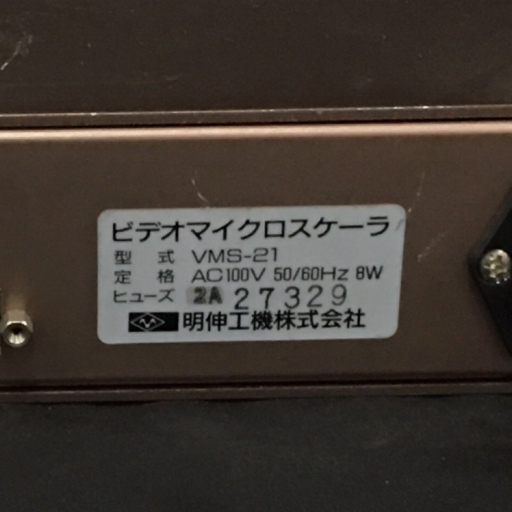 ビデオマイクロスケーラ
型式 VMS-21
定格 AC100V 50/60Hz 8W
ヒューズ 2A 27329
明伸工機株式会社